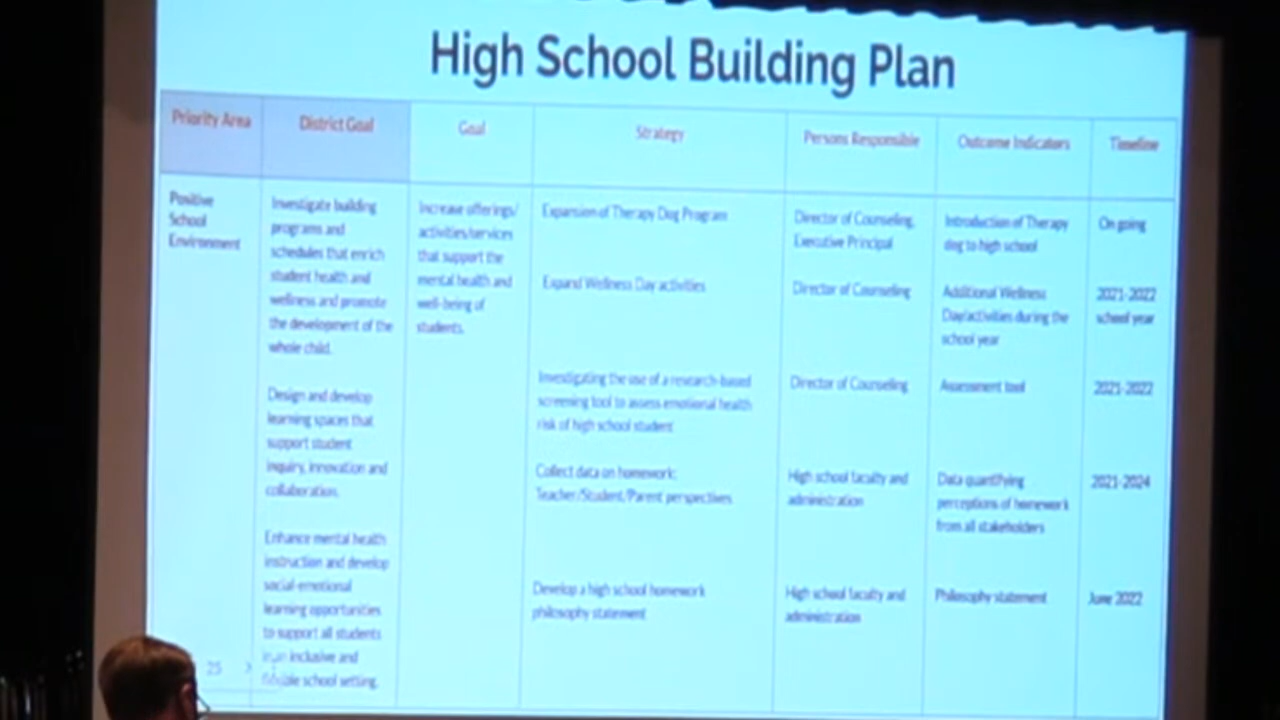 High School Building Plan
Priority Area
District Goal
Goal
Strategy
Persons Responsible
Outcome Indicators
Timeline
Positive
School
Environment
Investigate building
programs and
schedules that enrich
student health and
wellness and promote
the development of the
whole child.
Design and develop
learning spaces that
support student
inquiry, innovation and
collaboration.
Enhance mental health
instruction and develop
social-emotional
learning opportunities
to support all students
in an inclusive and
flexible school setting.
Increase offerings/
activities/services
that support the
mental health and
well-being of
students.
Expansion of Therapy Dog Program
Director of Counseling,
Executive Principal
Introduction of Therapy
dog to high school
On going
Expand Wellness Day activities
Director of Counseling
Additional Wellness
Day/activities during the
school year
2021-2022
school year
Investigating the use of a research-based
screening tool to assess emotional health
risk of high school student
Director of Counseling
Assessment tool
2021-2022
Collect data on homework:
Teacher/Student/Parent perspectives
High school faculty and
administration
Data quantifying
perceptions of homework
from all stakeholders
2021-2024
Develop a high school homework
philosophy statement
High school faculty and
administration
Philosophy statement
June 2022
25